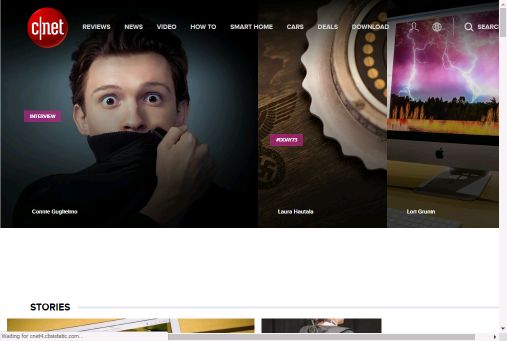 c|net REVIEWS NEWS VIDEO HOW TO SMART HOME CARS DEALS DOWNLOAD SEARCH
INTERVIEW
#DDAY73
Connie Guglielmo
Laura Hautala
Lori Grunin
STORIES
Waiting for cnet4.cbsistatic.com...